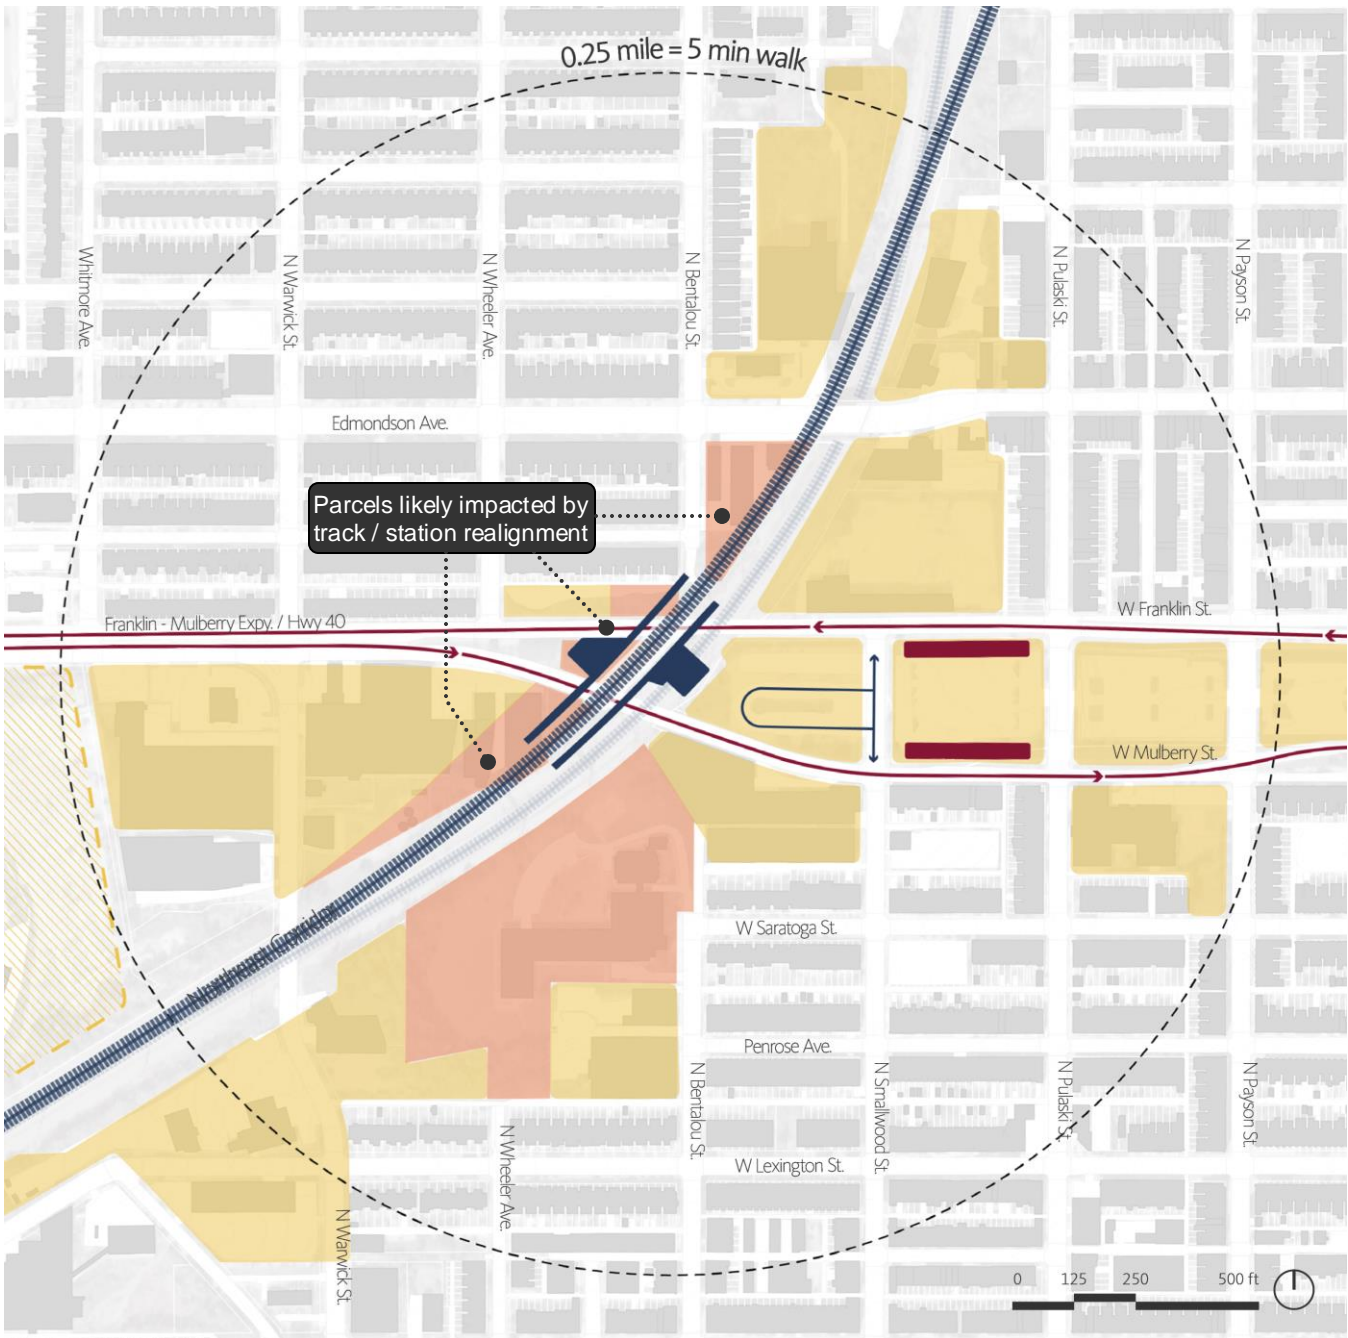 0.25 mile = 5 min walk
Whitmore Ave.
N Warwick St.
N Wheeler Ave.
N Bentalou St.
N Pulaski St.
N Payson St.
Edmondson Ave.
Parcels likely impacted by
track / station realignment
Franklin - Mulberry Expy. / Hwy 40
W Franklin St.
W Mulberry St.
W Saratoga St.
Penrose Ave.
N Bentalou St.
N Smallwood St.
N Pulaski St.
N Payson St.
N Wheeler Ave.
W Lexington St.
N Warwick St.
0 125 250 500 ft